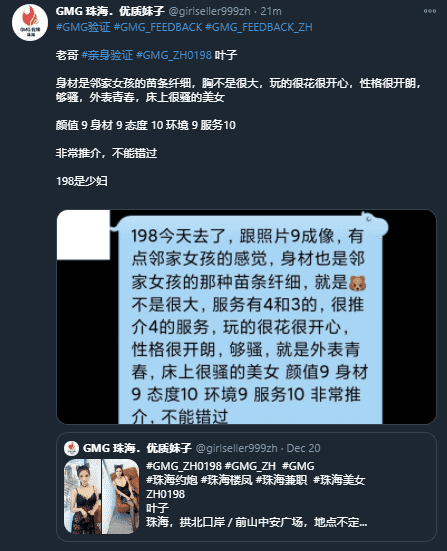 GMG 珠海．优质妹子 @girlseller999zh · 21m
#GMG验证 #GMG_FEEDBACK #GMG_FEEDBACK_ZH
老哥 #亲身验证 #GMG_ZH0198 叶子
身材是邻家女孩的苗条纤细，胸不是很大，玩的很花很开心，性格很开朗，
够骚，外表青春，床上很骚的美女
颜值 9 身材 9 态度 10 环境 9 服务10
非常推介，不能错过
198是少妇
198今天去了，跟照片9成像，有
点邻家女孩的感觉，身材也是邻
家女孩的那种苗条纤细，就是🐻
不是很大，服务有4和3的，很推
介4的服务，玩的很花很开心，
性格很开朗，够骚，就是外表青
春，床上很骚的美女 颜值9 身材
9 态度10 环境9 服务10 非常推
介，不能错过
GMG 珠海．优质妹子 @girlseller999zh · Dec 20
#GMG_ZH0198 #GMG_ZH #GMG
#珠海约炮 #珠海楼凤 #珠海兼职 #珠海美女
ZH0198
叶子
珠海，拱北口岸 / 前山中安广场，地点不定...